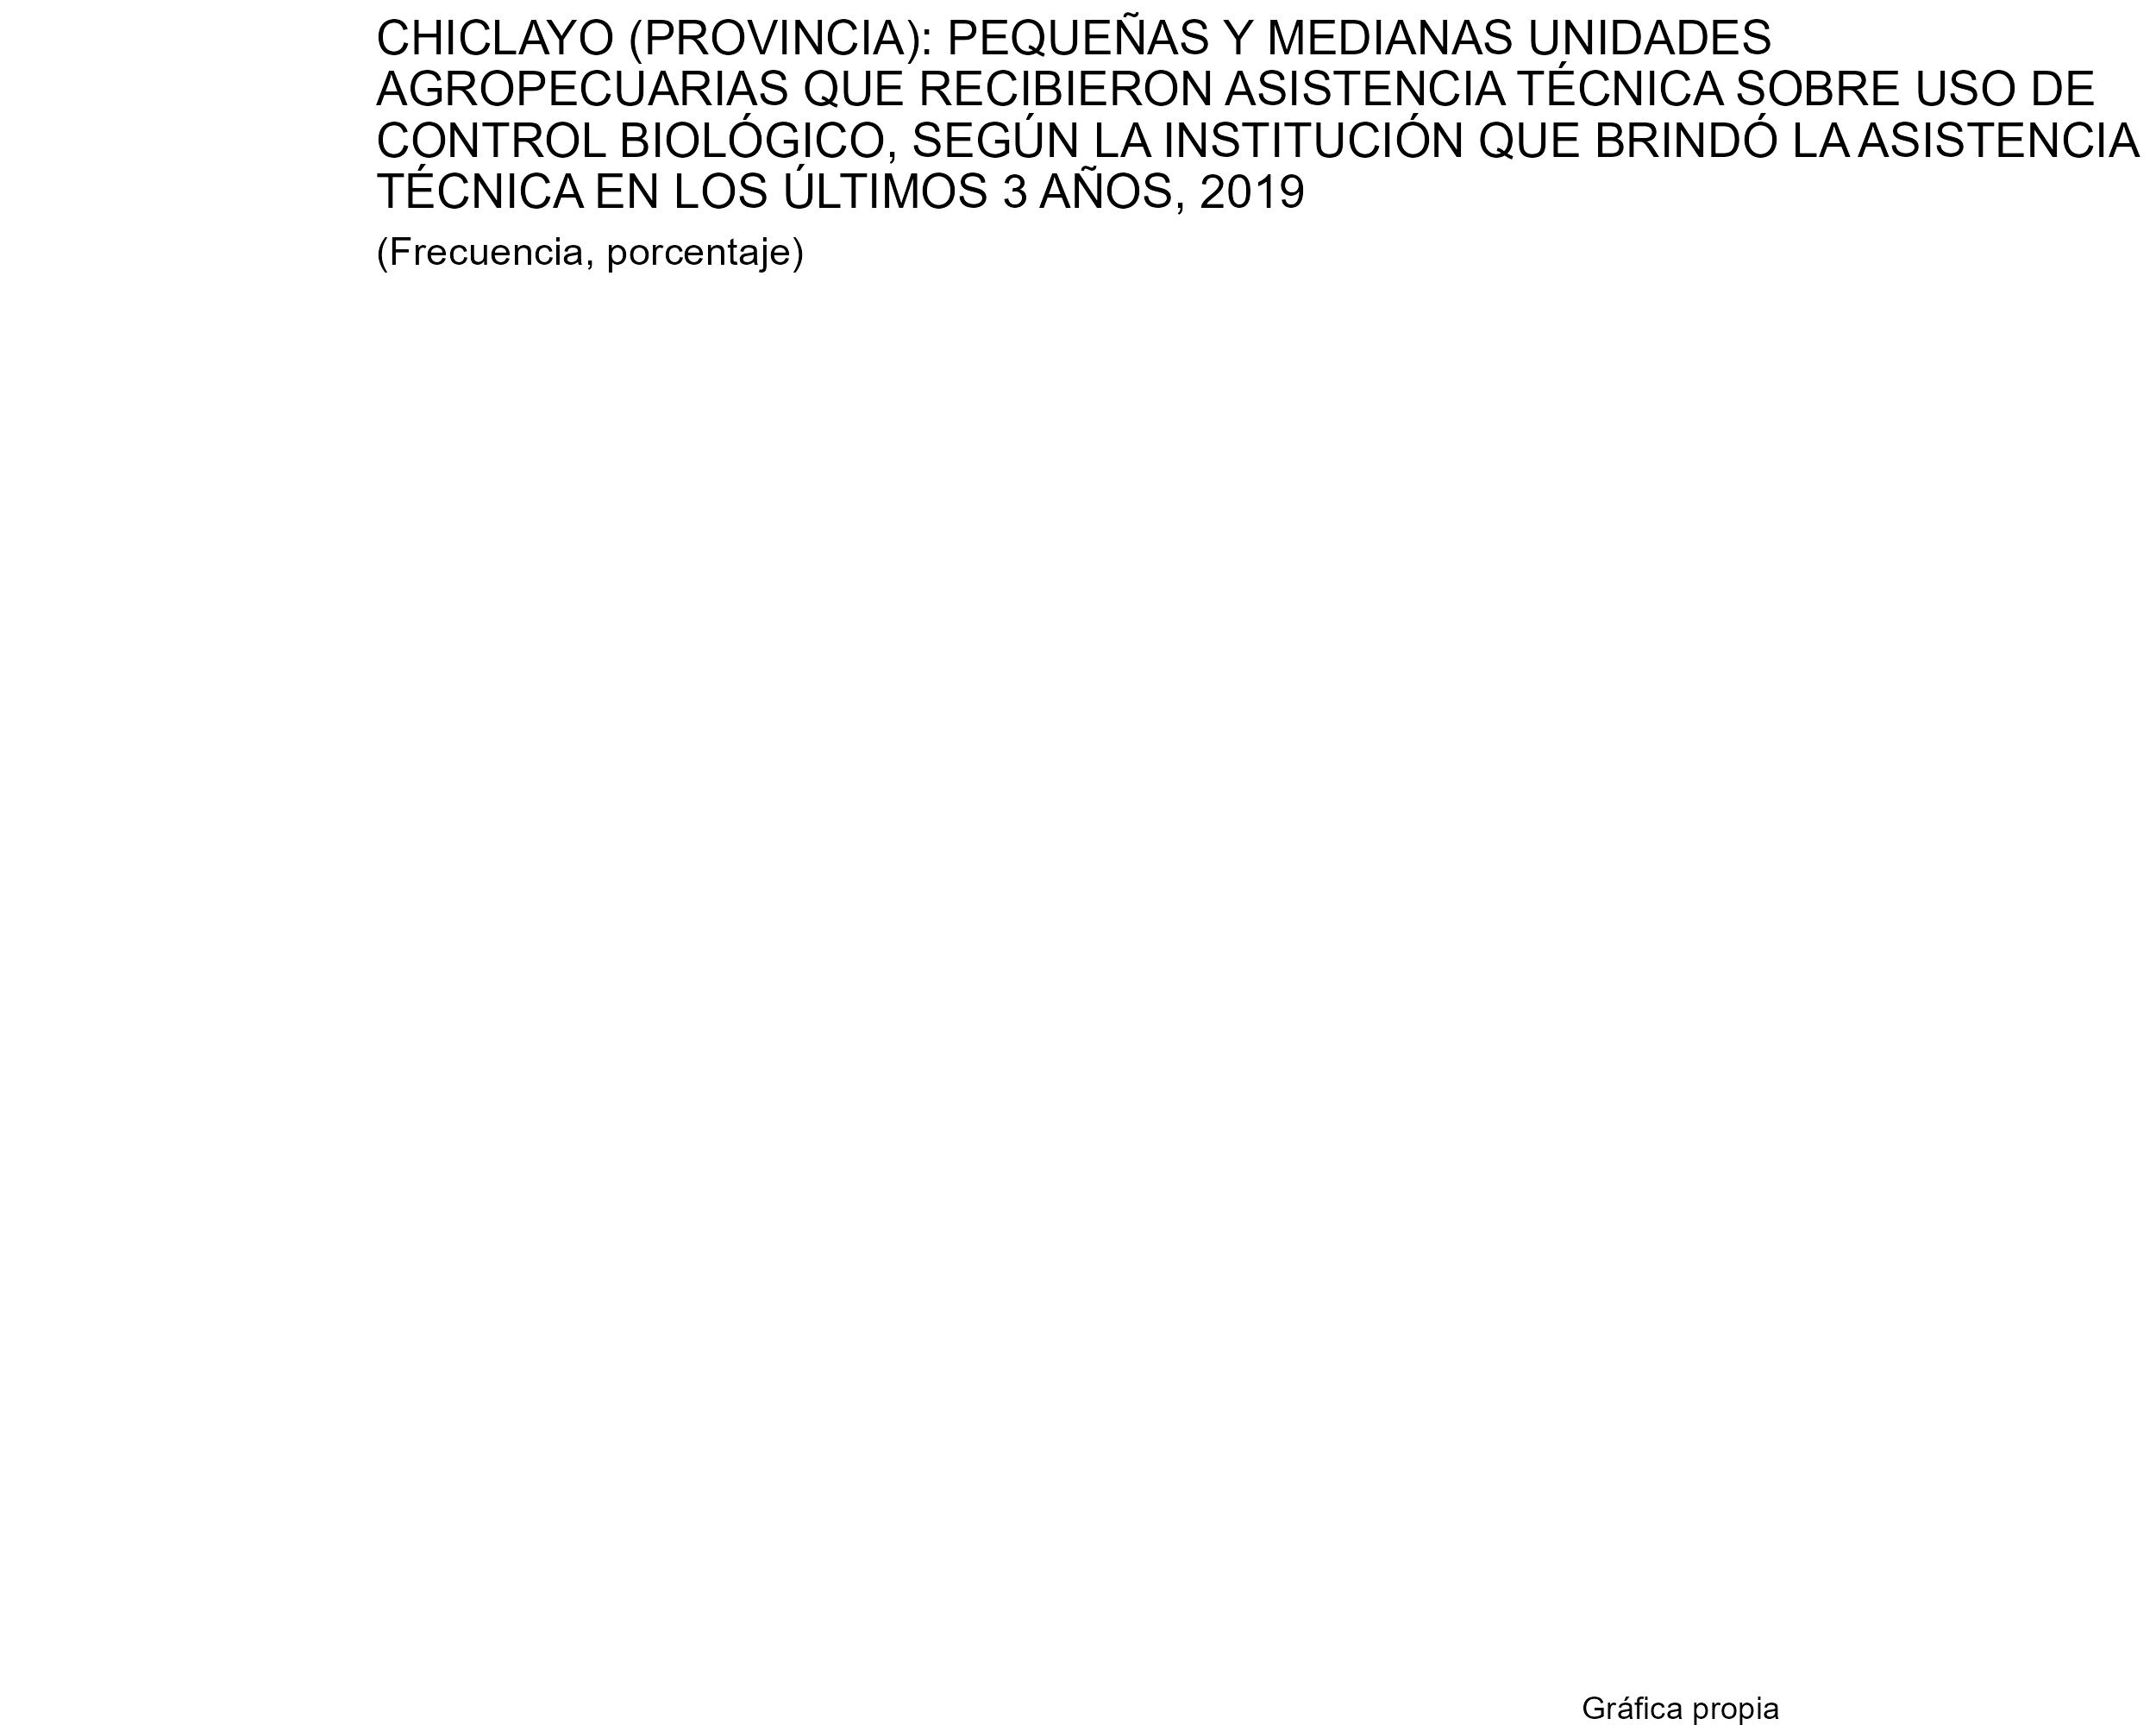 CHICLAYO (PROVINCIA): PEQUEÑAS Y MEDIANAS UNIDADES
AGROPECUARIAS QUE RECIBIERON ASISTENCIA TÉCNICA SOBRE USO DE
CONTROL BIOLÓGICO, SEGÚN LA INSTITUCIÓN QUE BRINDÓ LA ASISTENCIA
TÉCNICA EN LOS ÚLTIMOS 3 AÑOS, 2019
(Frecuencia, porcentaje)
Gráfica propia